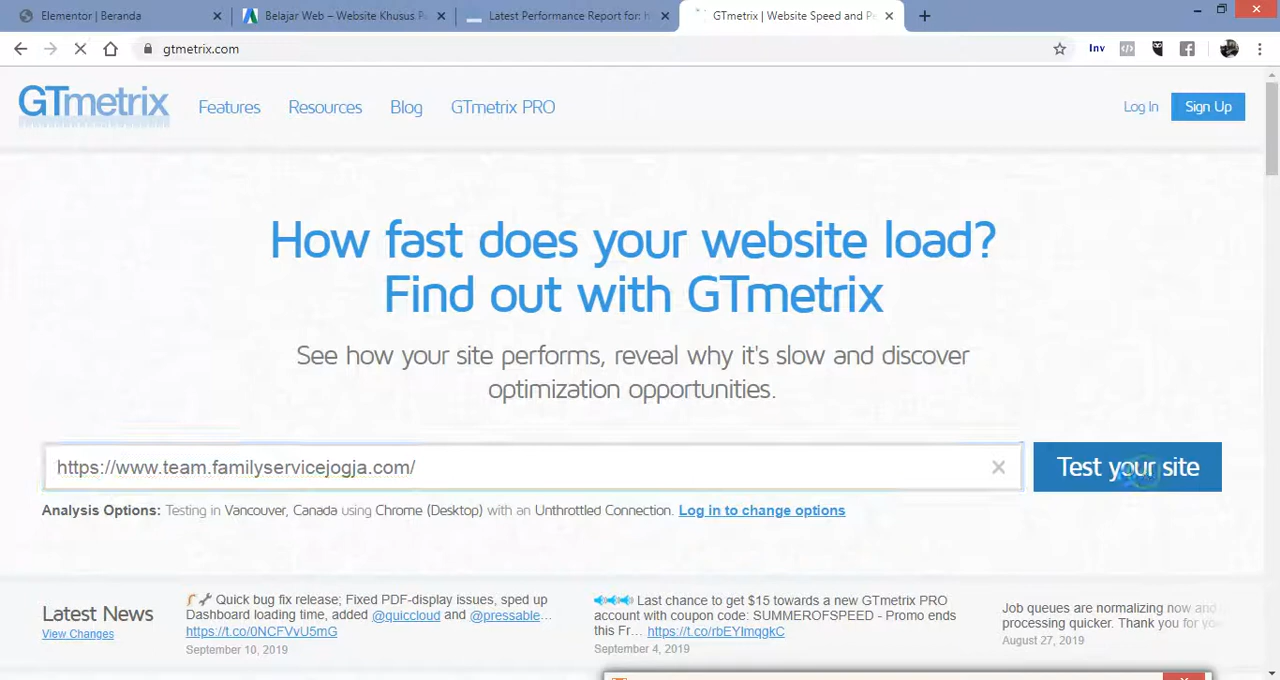 Elementor | Beranda
Belajar Web – Website Khusus P
Latest Performance Report for: h
GTmetrix | Website Speed and Pe
gtmetrix.com
Inv
GTmetrix
Features
Resources
Blog
GTmetrix PRO
Log In
Sign Up
How fast does your website load?
Find out with GTmetrix
See how your site performs, reveal why it's slow and discover
optimization opportunities.
https://www.team.familyservicejogja.com/
Test your site
Analysis Options: Testing in Vancouver, Canada using Chrome (Desktop) with an Unthrottled Connection. Log in to change options
Latest News
View Changes
Quick bug fix release; Fixed PDF-display issues, sped up
Dashboard loading time, added @quiccloud and @pressable...
https://t.co/0NCFVvU5mG
September 10, 2019
Last chance to get $15 towards a new GTmetrix PRO
account with coupon code: SUMMEROFSPEED - Promo ends
this Fr... https://t.co/rbEYImqgkC
September 4, 2019
Job queues are normalizing now and
processing quicker. Thank you for yo
August 27, 2019